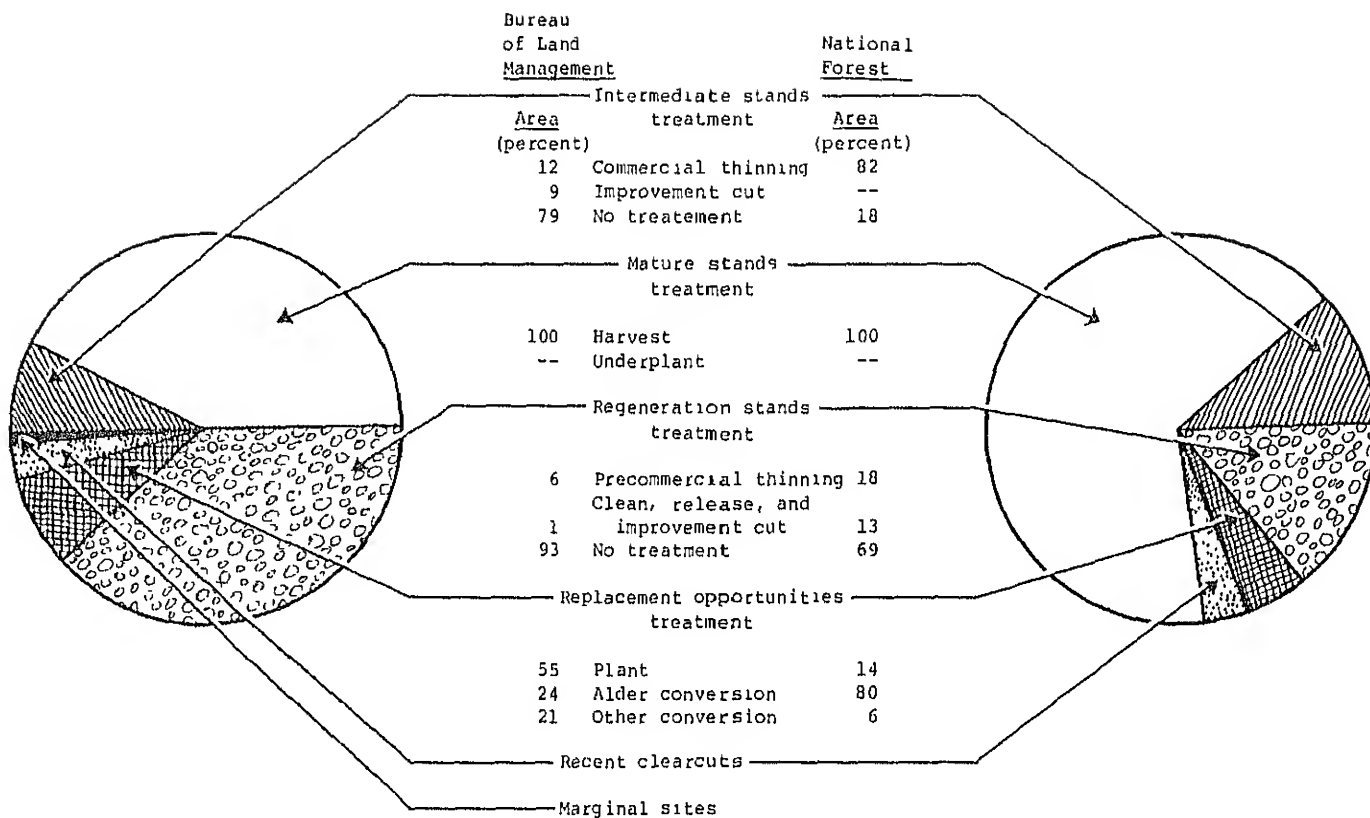 Bureau
of Land National
Management Forest
Intermediate stands
Area treatment Area
(percent) (percent)
12 Commercial thinning 82
9 Improvement cut --
79 No treatement 18
Mature stands
treatment
100 Harvest 100
-- Underplant --
Regeneration stands
treatment
6 Precommercial thinning 18
Clean, release, and
1 improvement cut 13
93 No treatment 69
Replacement opportunities
treatment
55 Plant 14
24 Alder conversion 80
21 Other conversion 6
Recent clearcuts
Marginal sites